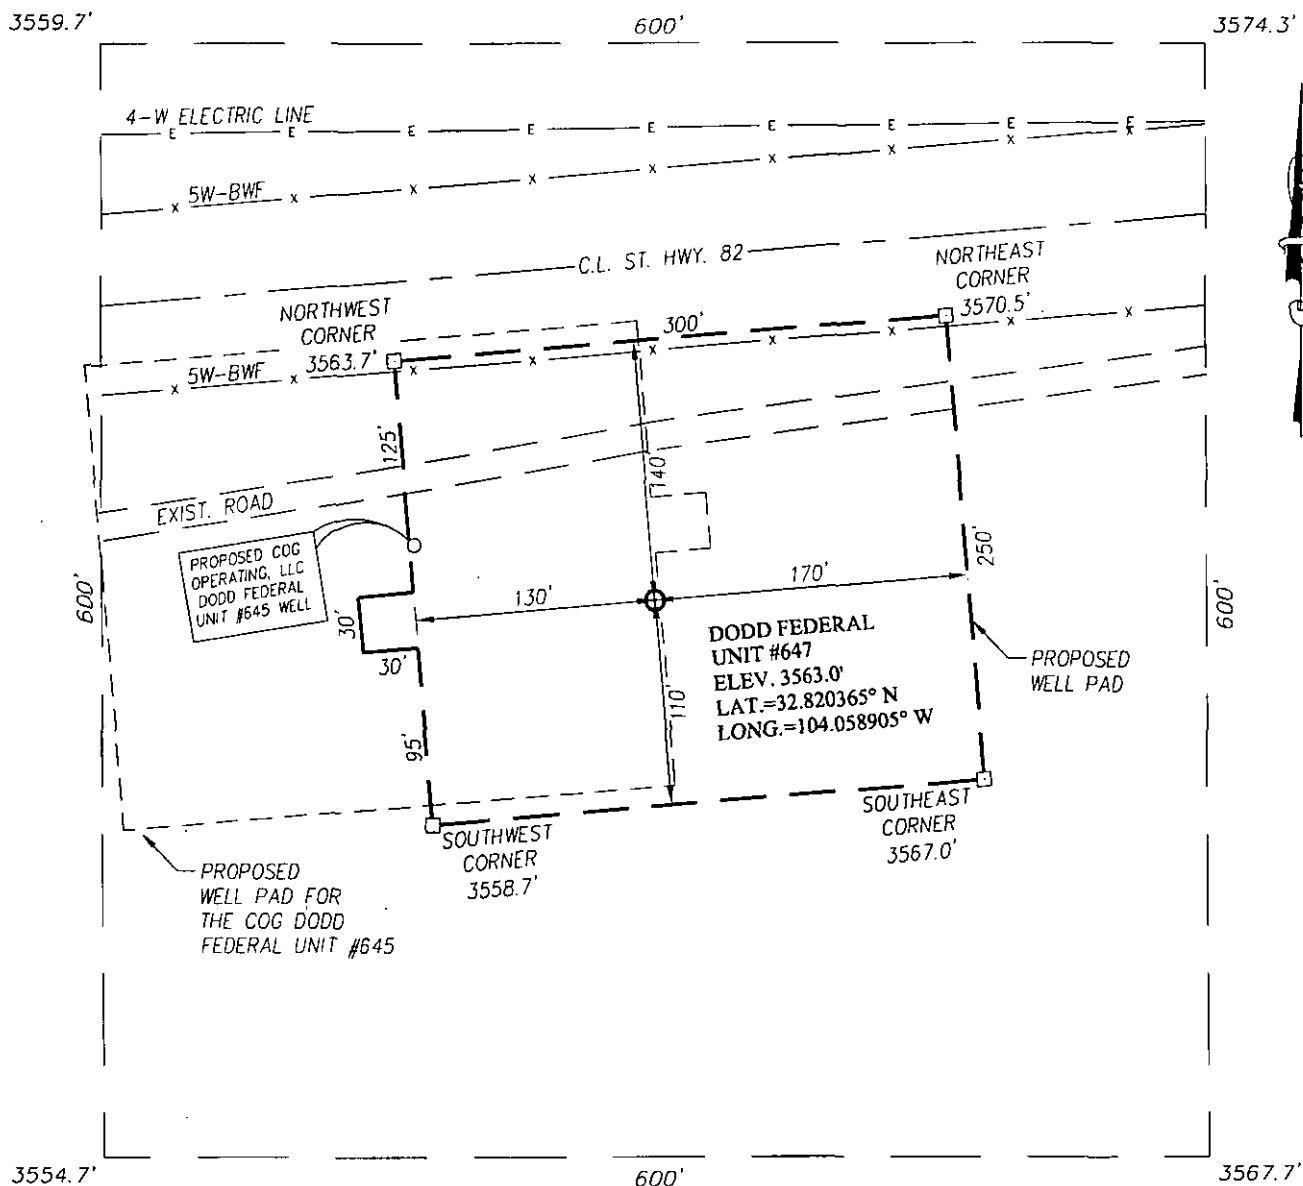 3559.7'
600'
3574.3'
4-W ELECTRIC LINE
E E E E E E E E E
5W-BWF
X X X X X X X X X
C.L. ST. HWY. 82
NORTHEAST
CORNER
3570.5'
NORTHWEST
CORNER
3563.7'
300'
5W-BWF
X X X X X X X X X
125'
140'
EXIST. ROAD
PROPOSED COG
OPERATING, LLC
DODD FEDERAL
UNIT #645 WELL
250'
600'
130'
170'
600'
30'
30'
DODD FEDERAL
UNIT #647
ELEV. 3563.0'
LAT.=32.820365° N
LONG.=104.058905° W
PROPOSED
WELL PAD
110'
95'
SOUTHWEST
CORNER
3558.7'
SOUTHEAST
CORNER
3567.0'
PROPOSED
WELL PAD FOR
THE COG DODD
FEDERAL UNIT #645
3554.7'
600'
3567.7'